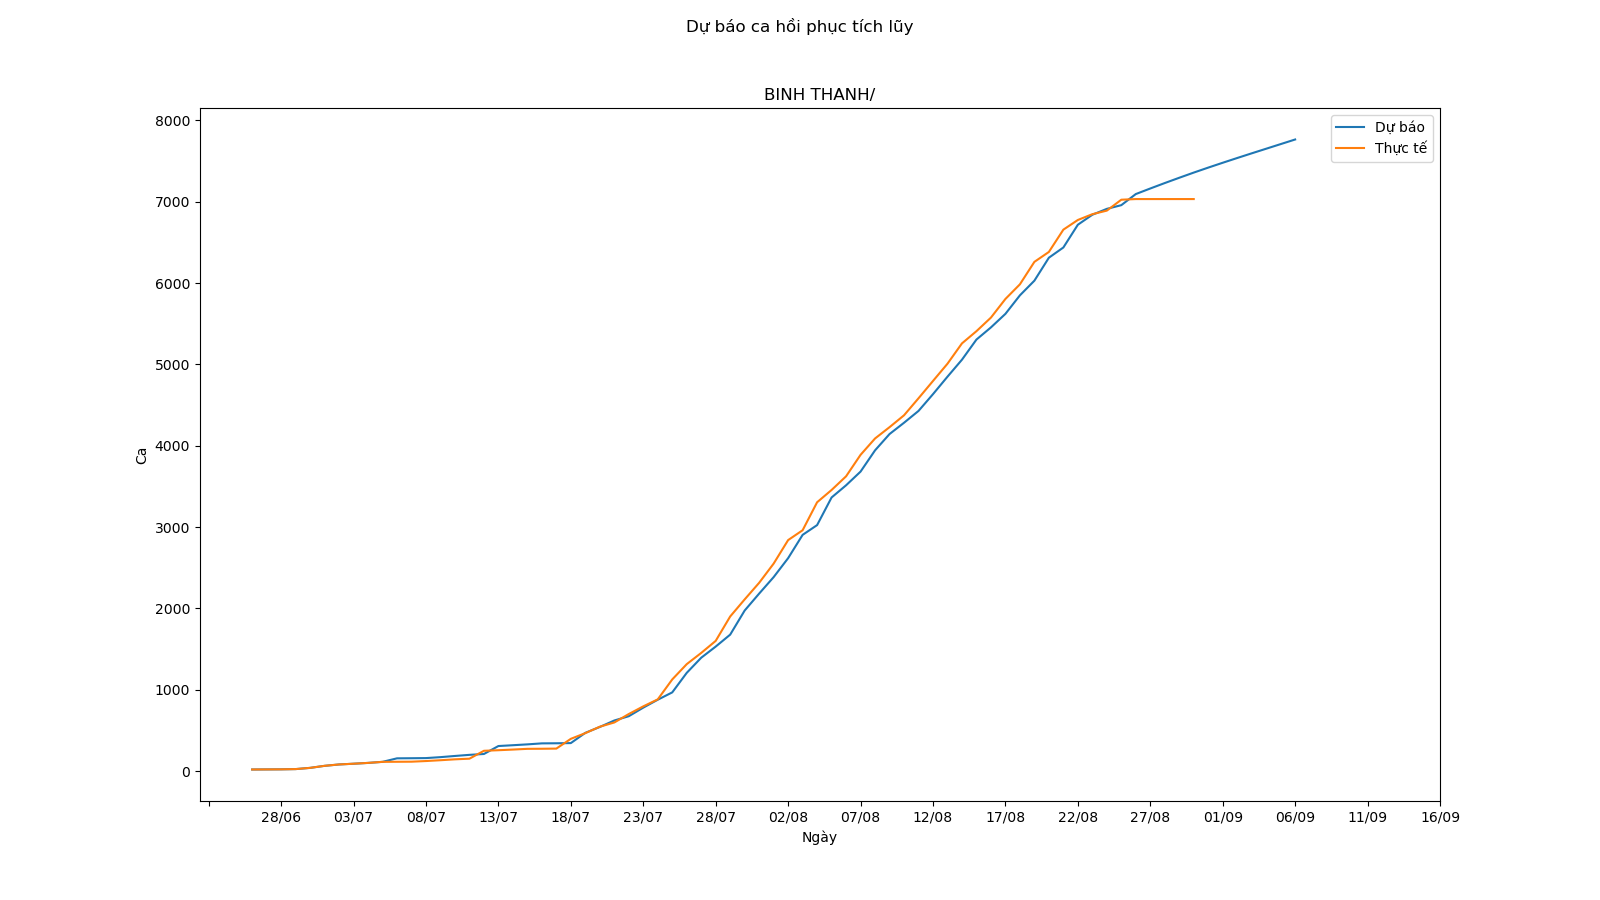 Dự báo ca hồi phục tích lũy
BINH THANH/
Dự báo
Thực tế
8000
7000
6000
5000
4000
3000
2000
1000
0
Ca
28/06 03/07 08/07 13/07 18/07 23/07 28/07 02/08 07/08 12/08 17/08 22/08 27/08 01/09 06/09 11/09 16/09
Ngày